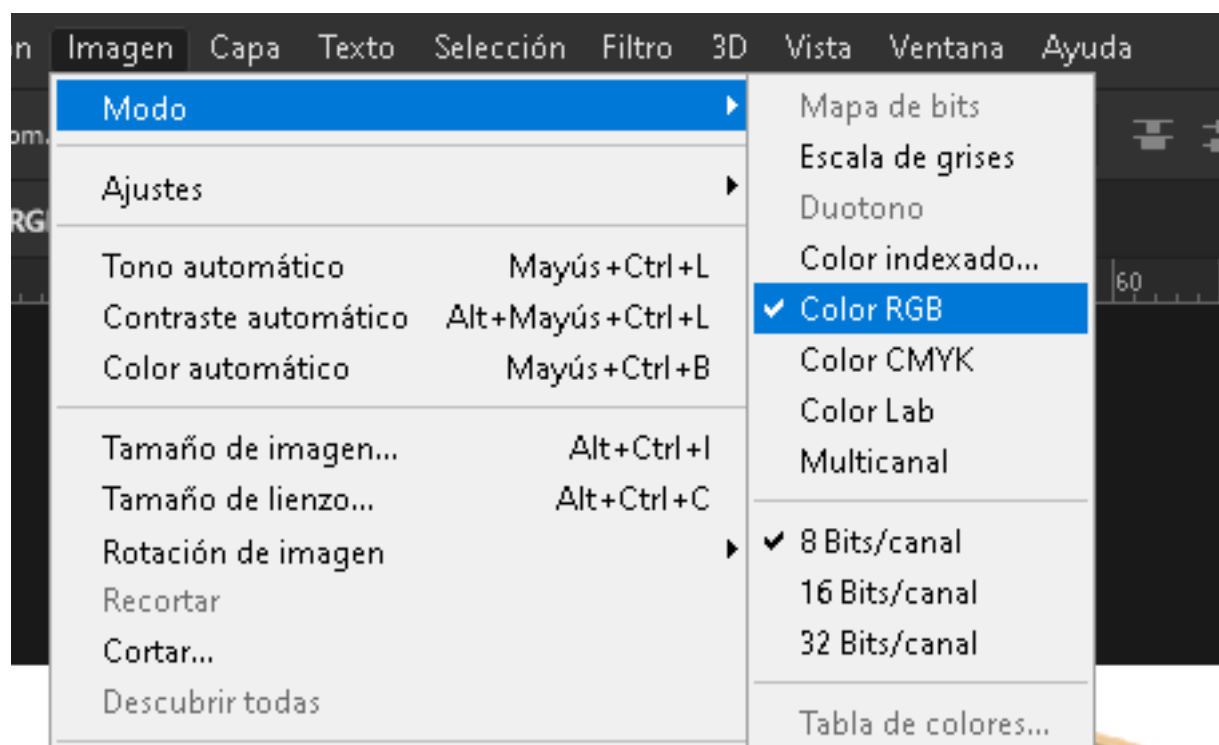 n Imagen Capa Texto Selección Filtro 3D Vista Ventana Ayuda
Modo
Ajustes
Tono automático Mayús+Ctrl+L
Contraste automático Alt+Mayús+Ctrl+L
Color automático Mayús+Ctrl+B
Tamaño de imagen... Alt+Ctrl+I
Tamaño de lienzo... Alt+Ctrl+C
Rotación de imagen
Recortar
Cortar...
Descubrir todas
Mapa de bits
Escala de grises
Duotono
Color indexado...
Color RGB
Color CMYK
Color Lab
Multicanal
8 Bits/canal
16 Bits/canal
32 Bits/canal
Tabla de colores...
om.
RG
60